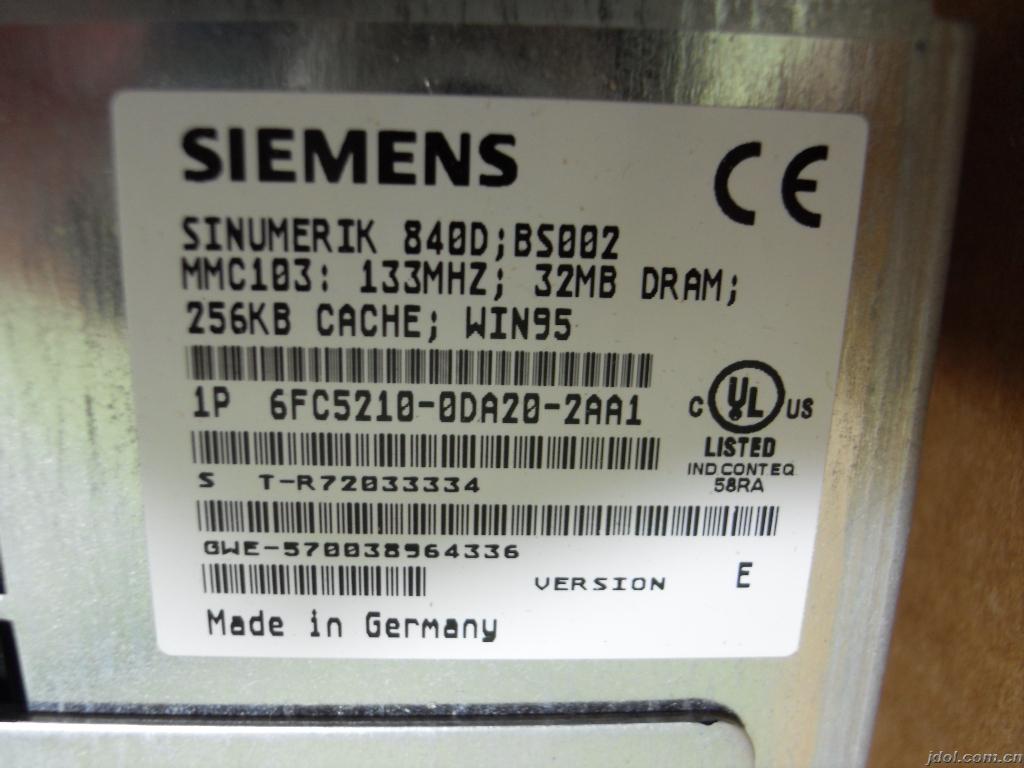 SIEMENS
CE
SINUMERIK 840D;BS002
MMC103: 133MHZ; 32MB DRAM;
256KB CACHE; WIN95
1P 6FC5210-0DA20-2AA1
C UL US
LISTED
IND CONT EQ
58RA
S T-R72033334
GWE-570038964336
VERSION E
Made in Germany
jdol.com.cn